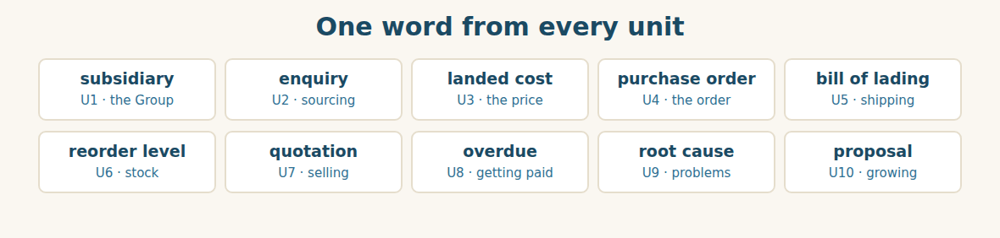 One word from every unit
subsidiary
U1 · the Group
enquiry
U2 · sourcing
landed cost
U3 · the price
purchase order
U4 · the order
bill of lading
U5 · shipping
reorder level
U6 · stock
quotation
U7 · selling
overdue
U8 · getting paid
root cause
U9 · problems
proposal
U10 · growing